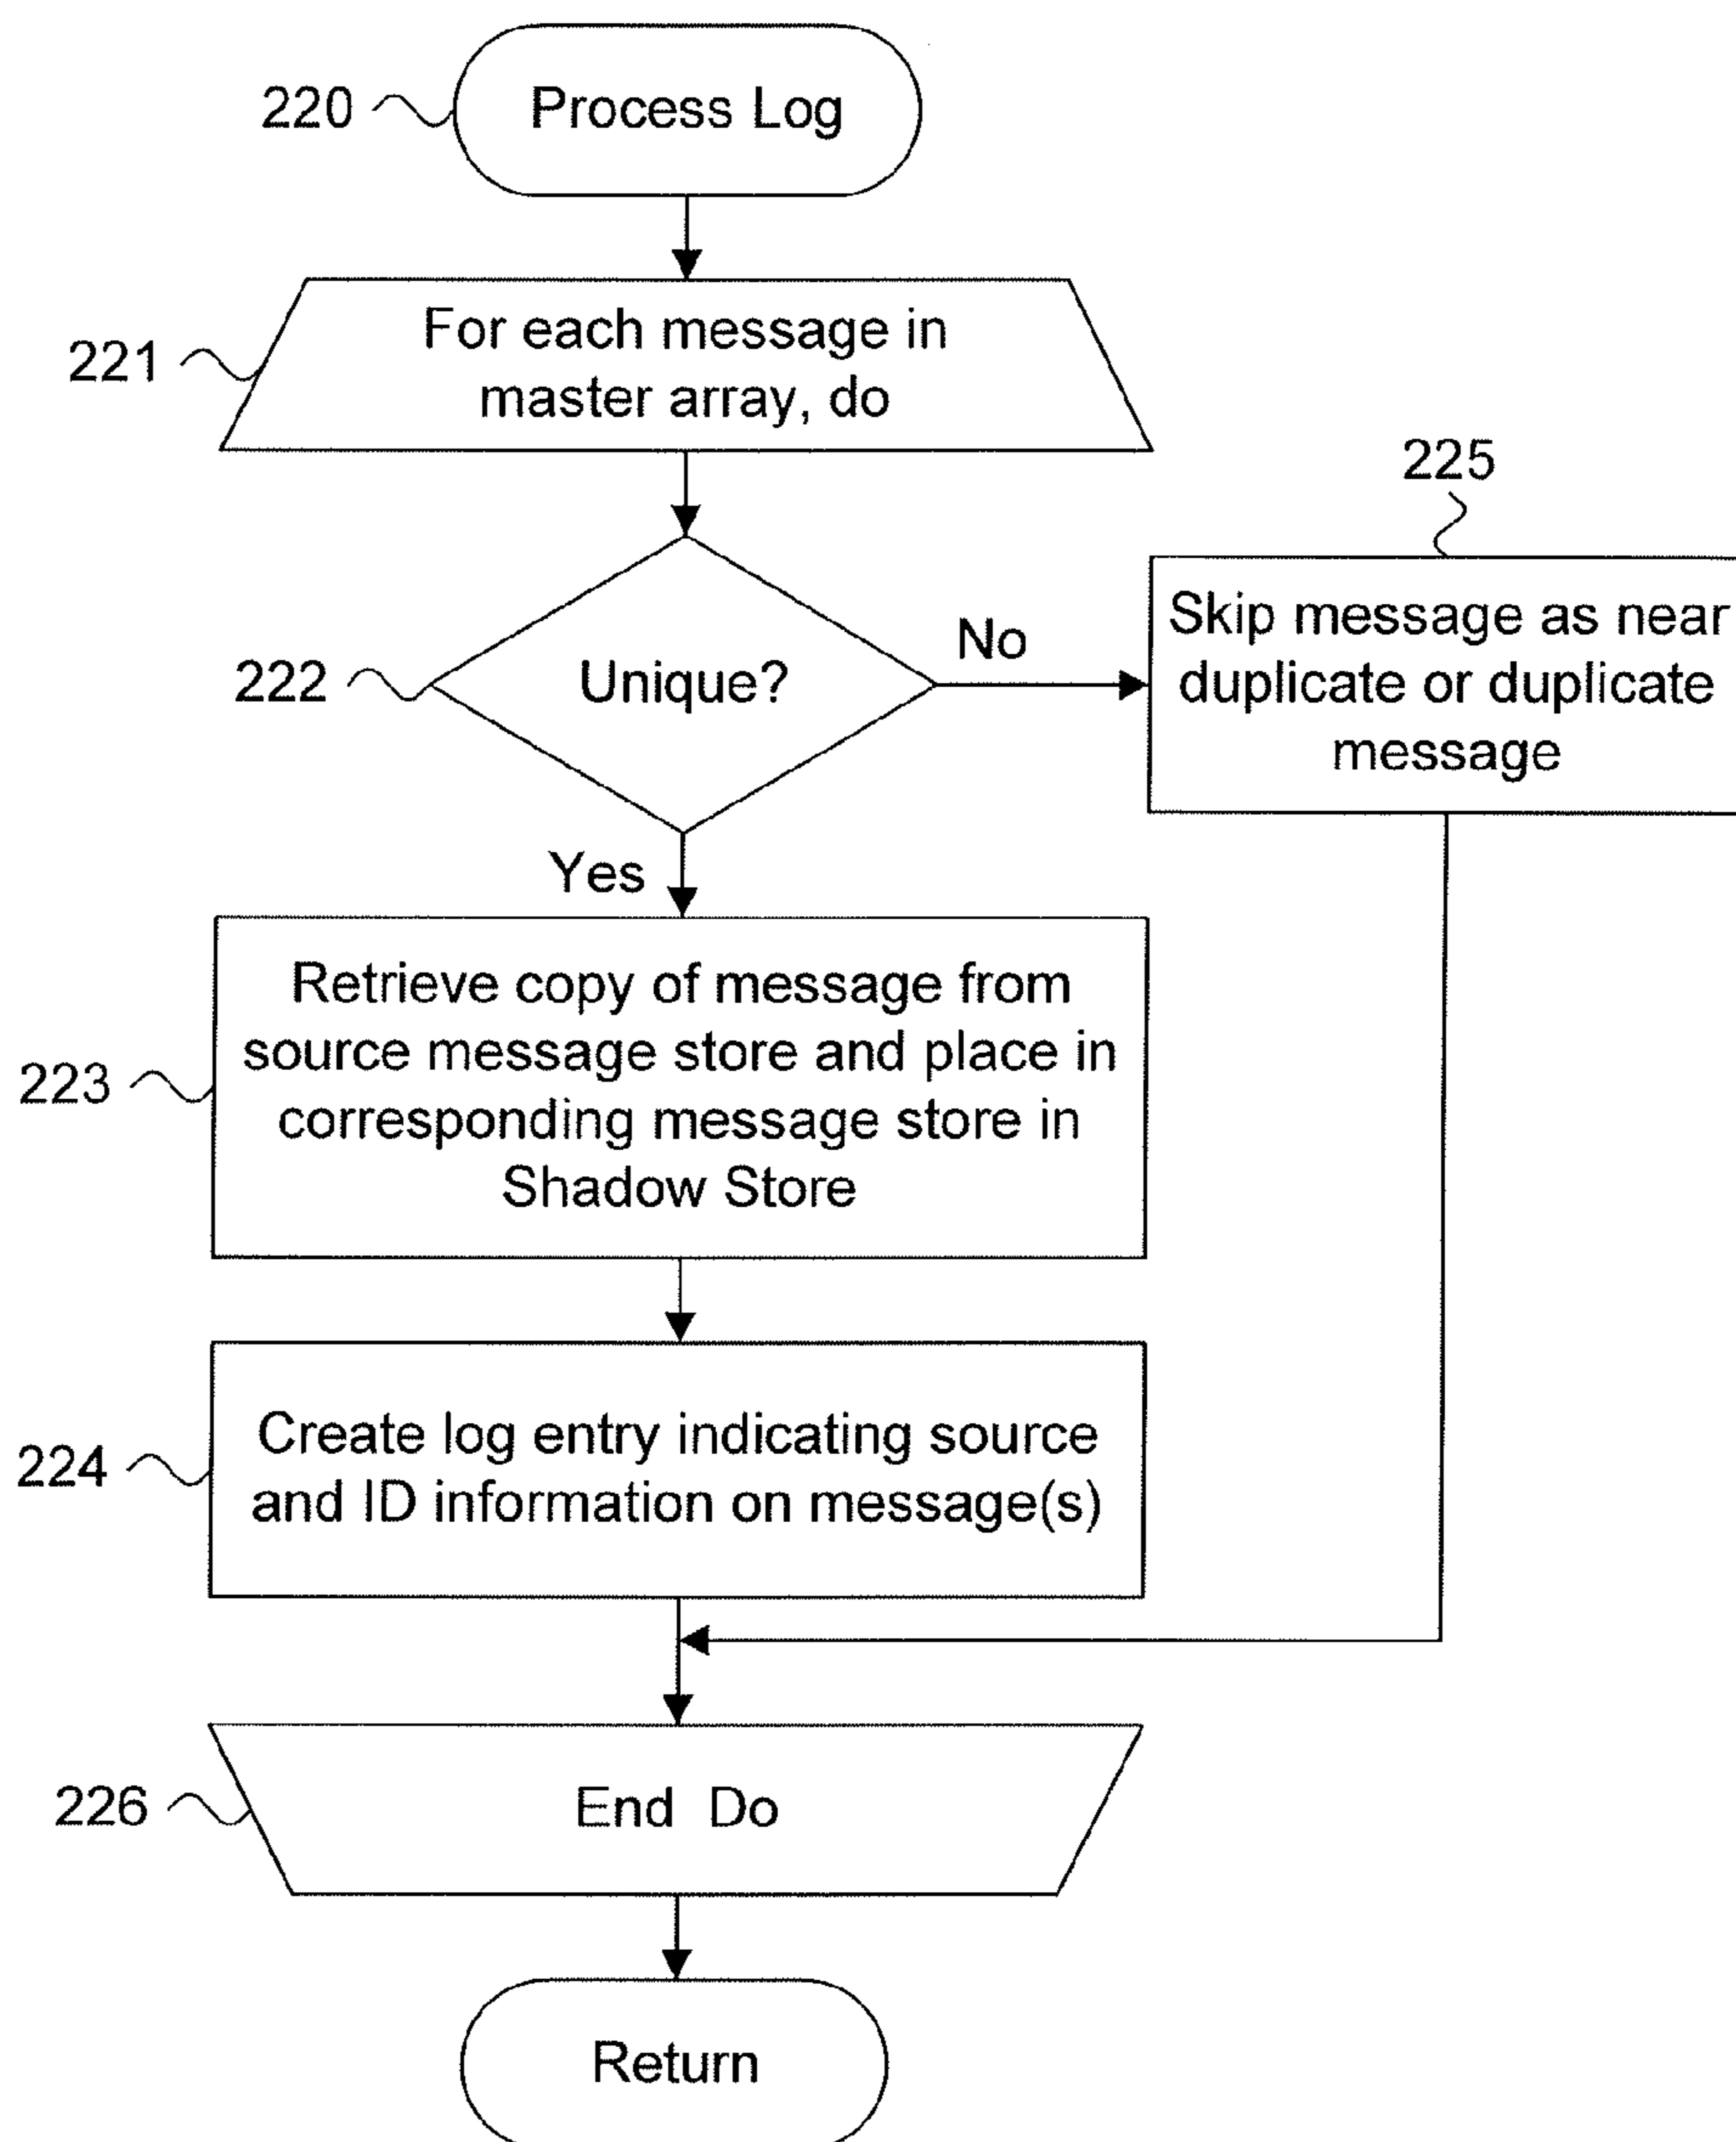 220
Process Log
221
For each message in
master array, do
222
Unique?
No
225
Skip message as near
duplicate or duplicate
message
Yes
223
Retrieve copy of message from
source message store and place in
corresponding message store in
Shadow Store
224
Create log entry indicating source
and ID information on message(s)
226
End Do
Return